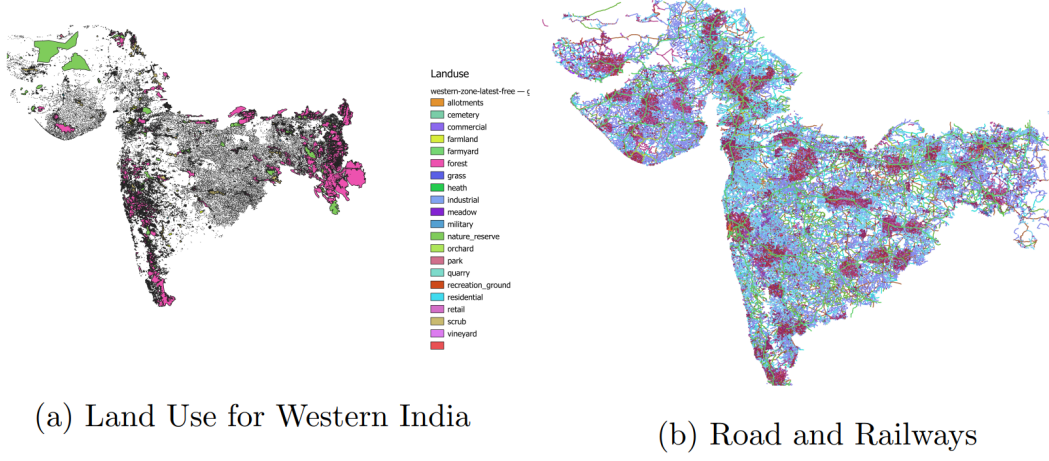 Landuse
western-zone-latest-free — g
allotments
cemetery
commercial
farmland
farmyard
forest
grass
heath
industrial
meadow
military
nature_reserve
orchard
park
quarry
recreation_ground
residential
retail
scrub
vineyard
(a) Land Use for Western India
(b) Road and Railways